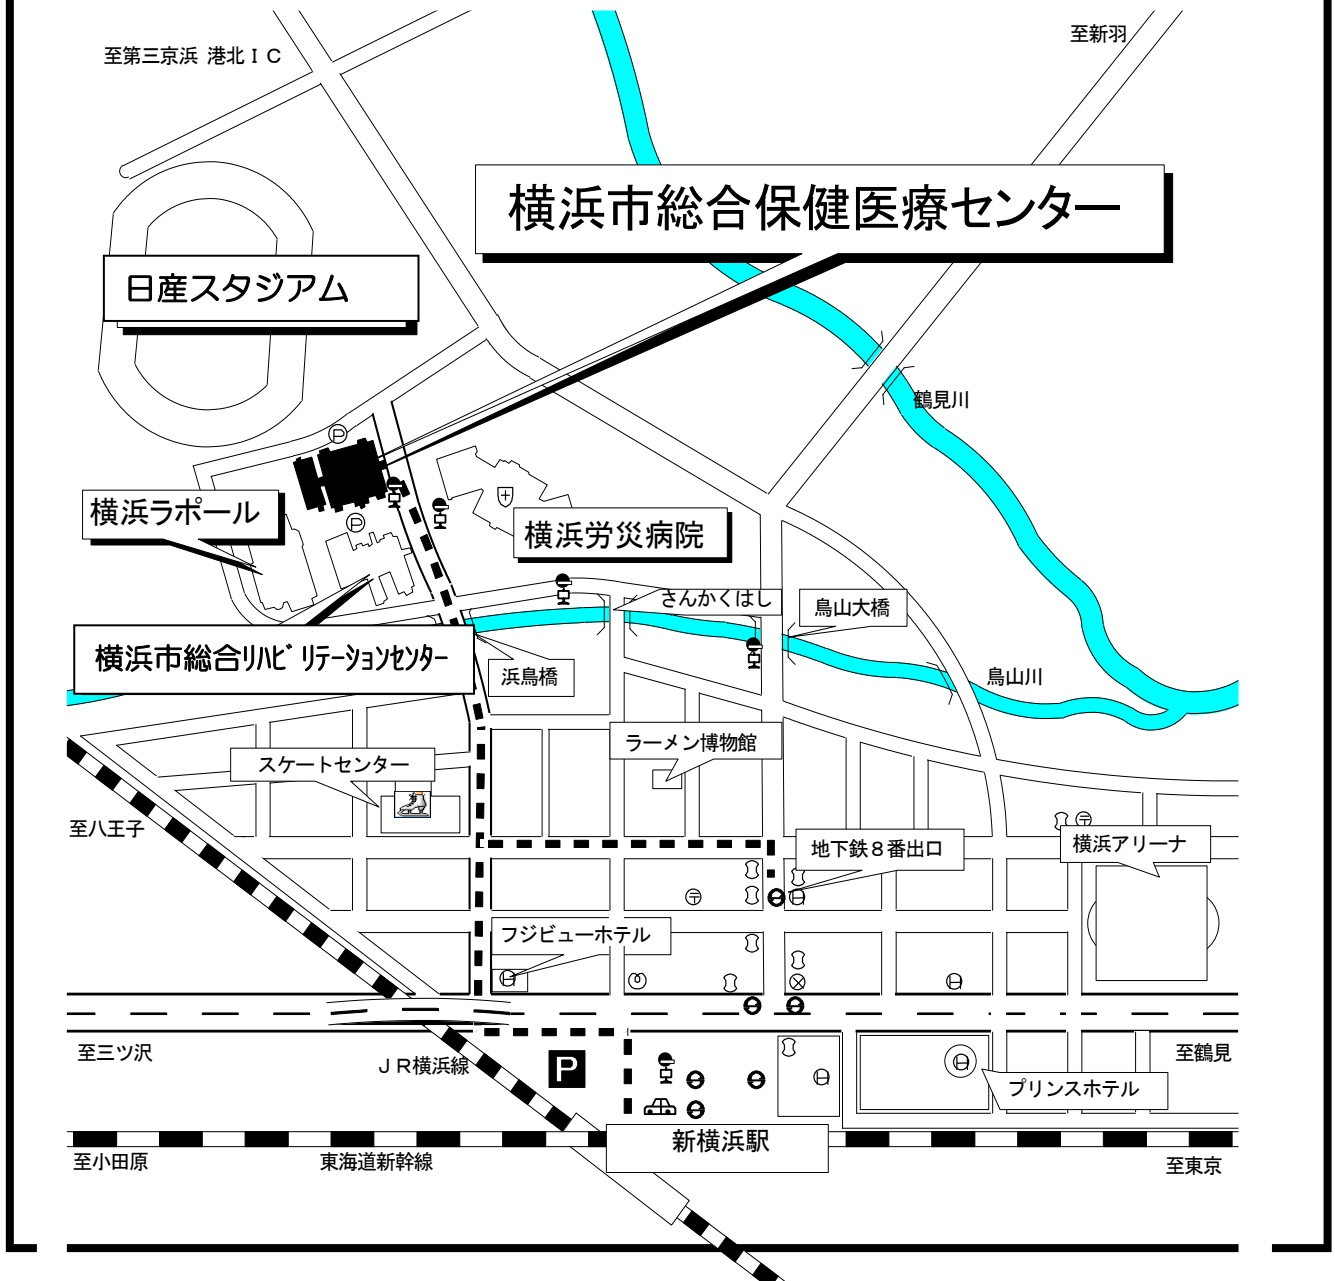 至新羽
至第三京浜 港北ＩＣ
横浜市総合保健医療センター
日産スタジアム
鶴見川
横浜ラポール
横浜労災病院
さんかくはし
鳥山大橋
横浜市総合ﾘﾊﾋﾞﾘﾃｰｼｮﾝｾﾝﾀｰ
浜鳥橋
鳥山川
ラーメン博物館
スケートセンター
至八王子
地下鉄８番出口
横浜アリーナ
フジビューホテル
至三ツ沢
ＪＲ横浜線
P
至鶴見
プリンスホテル
新横浜駅
至小田原
東海道新幹線
至東京